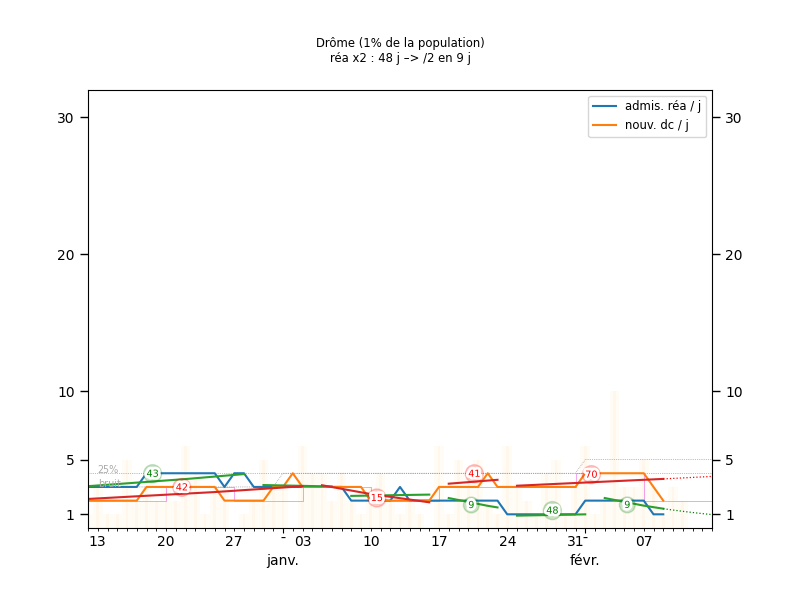 Drôme (1% de la population)
réa x2 : 48 j –> /2 en 9 j
admis. réa / j
nouv. dc / j
30 30
20 20
10 10
5 5
1 1
25%
bruit
43
42
15
41
9
48
70
9
13 20 27 - 03 10 17 24 31 - 07
janv. févr.